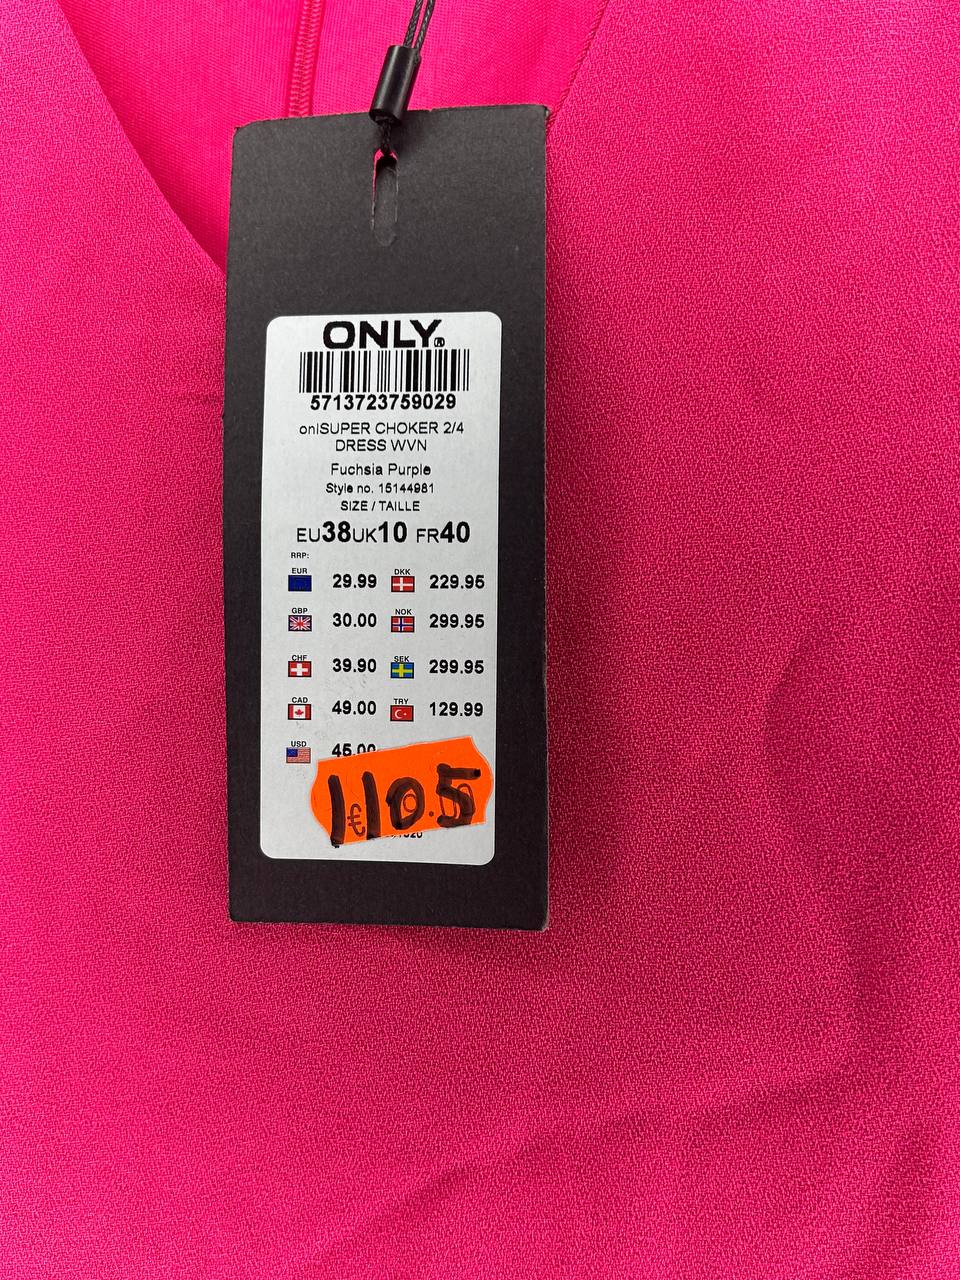 ONLY®
5713723759029
onlSUPER CHOKER 2/4
DRESS WVN
Fuchsia Purple
Style no. 15144981
SIZE / TAILLE
EU38UK10 FR40
RRP:
EUR 29.99 DKK 229.95
GBP 30.00 NOK 299.95
CHF 39.90 SEK 299.95
CAD 49.00 TRY 129.99
USD 45.00
€
1105